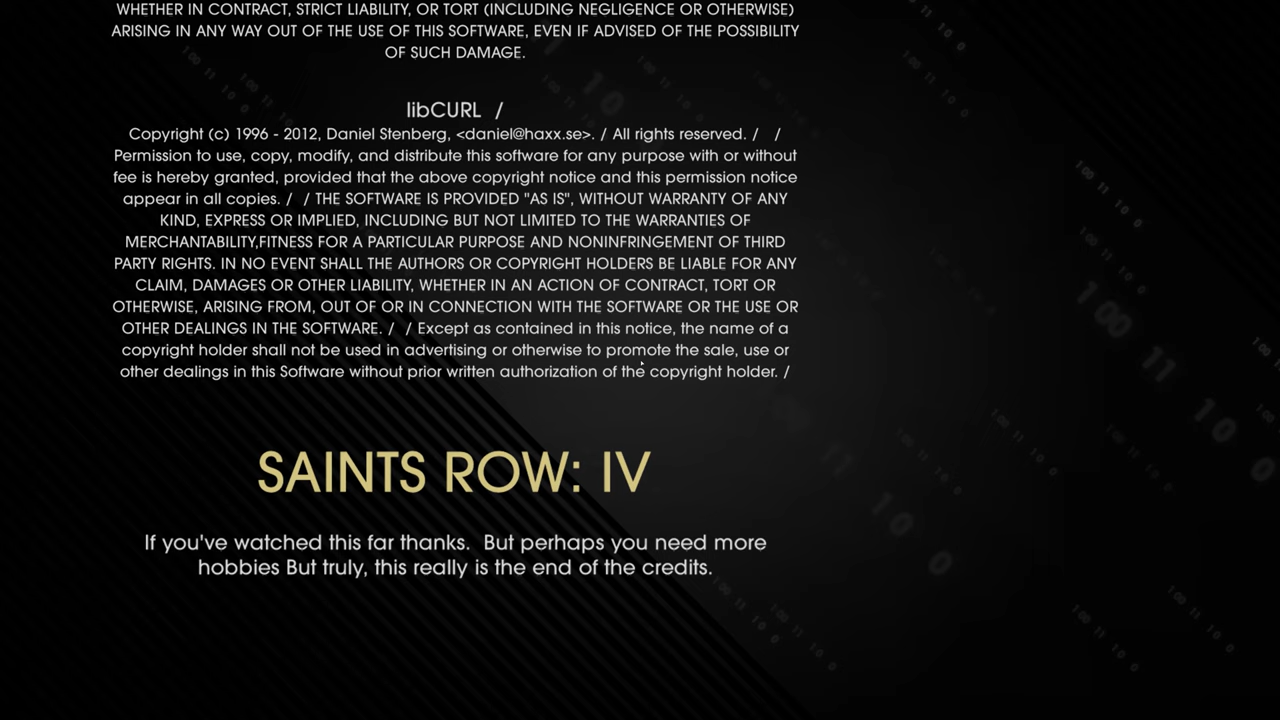 WHETHER IN CONTRACT, STRICT LIABILITY, OR TORT (INCLUDING NEGLIGENCE OR OTHERWISE)
ARISING IN ANY WAY OUT OF THE USE OF THIS SOFTWARE, EVEN IF ADVISED OF THE POSSIBILITY
OF SUCH DAMAGE.
libCURL /
Copyright (c) 1996 - 2012, Daniel Stenberg, <daniel@haxx.se>. / All rights reserved. / /
Permission to use, copy, modify, and distribute this software for any purpose with or without
fee is hereby granted, provided that the above copyright notice and this permission notice
appear in all copies. / / THE SOFTWARE IS PROVIDED "AS IS", WITHOUT WARRANTY OF ANY
KIND, EXPRESS OR IMPLIED, INCLUDING BUT NOT LIMITED TO THE WARRANTIES OF
MERCHANTABILITY,FITNESS FOR A PARTICULAR PURPOSE AND NONINFRINGEMENT OF THIRD
PARTY RIGHTS. IN NO EVENT SHALL THE AUTHORS OR COPYRIGHT HOLDERS BE LIABLE FOR ANY
CLAIM, DAMAGES OR OTHER LIABILITY, WHETHER IN AN ACTION OF CONTRACT, TORT OR
OTHERWISE, ARISING FROM, OUT OF OR IN CONNECTION WITH THE SOFTWARE OR THE USE OR
OTHER DEALINGS IN THE SOFTWARE. / / Except as contained in this notice, the name of a
copyright holder shall not be used in advertising or otherwise to promote the sale, use or
other dealings in this Software without prior written authorization of the copyright holder. /
SAINTS ROW: IV
If you've watched this far thanks. But perhaps you need more
hobbies But truly, this really is the end of the credits.